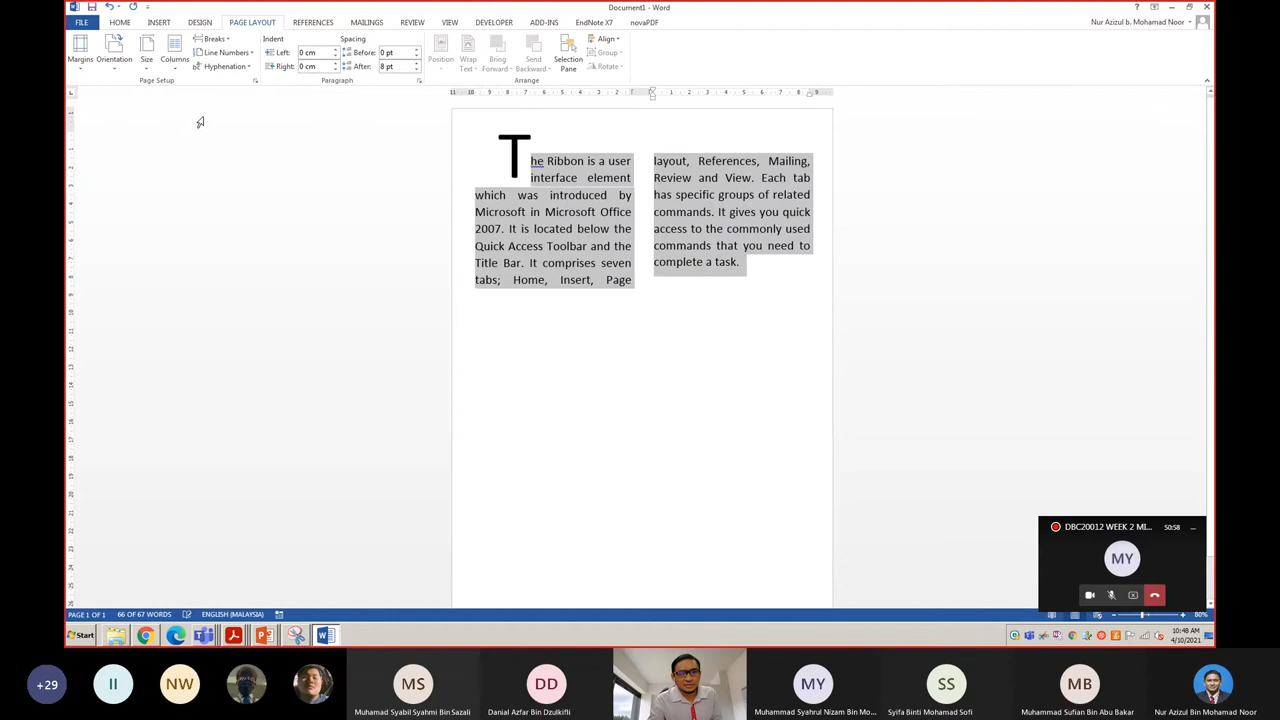 Document1 - Word
FILE HOME INSERT DESIGN PAGE LAYOUT REFERENCES MAILINGS REVIEW VIEW DEVELOPER ADD-INS EndNote X7 novaPDF
Nur Azizul b. Mohamad Noor
Margins Orientation Size Columns
Breaks
Line Numbers
Hyphenation
Page Setup
Indent
Left: 0 cm
Right: 0 cm
Spacing
Before: 0 pt
After: 8 pt
Paragraph
Position Wrap Text Bring Forward Send Backward Selection Pane
Align
Group
Rotate
Arrange
The Ribbon is a user
interface element
which was introduced by
Microsoft in Microsoft Office
2007. It is located below the
Quick Access Toolbar and the
Title Bar. It comprises seven
tabs; Home, Insert, Page
layout, References, Mailing,
Review and View. Each tab
has specific groups of related
commands. It gives you quick
access to the commonly used
commands that you need to
complete a task.
DBC20012 WEEK 2 MI... 50:58
MY
PAGE 1 OF 1 66 OF 67 WORDS ENGLISH (MALAYSIA)
80%
Start
10:48 AM
4/10/2021
+29
II
NW
MS
Muhamad Syabil Syahmi Bin Sazali
DD
Danial Azfar Bin Dzulkifli
MY
Muhammad Syahrul Nizam Bin Mo...
SS
Syifa Binti Mohamad Sofi
MB
Muhammad Sufian Bin Abu Bakar
Nur Azizul Bin Mohamad Noor